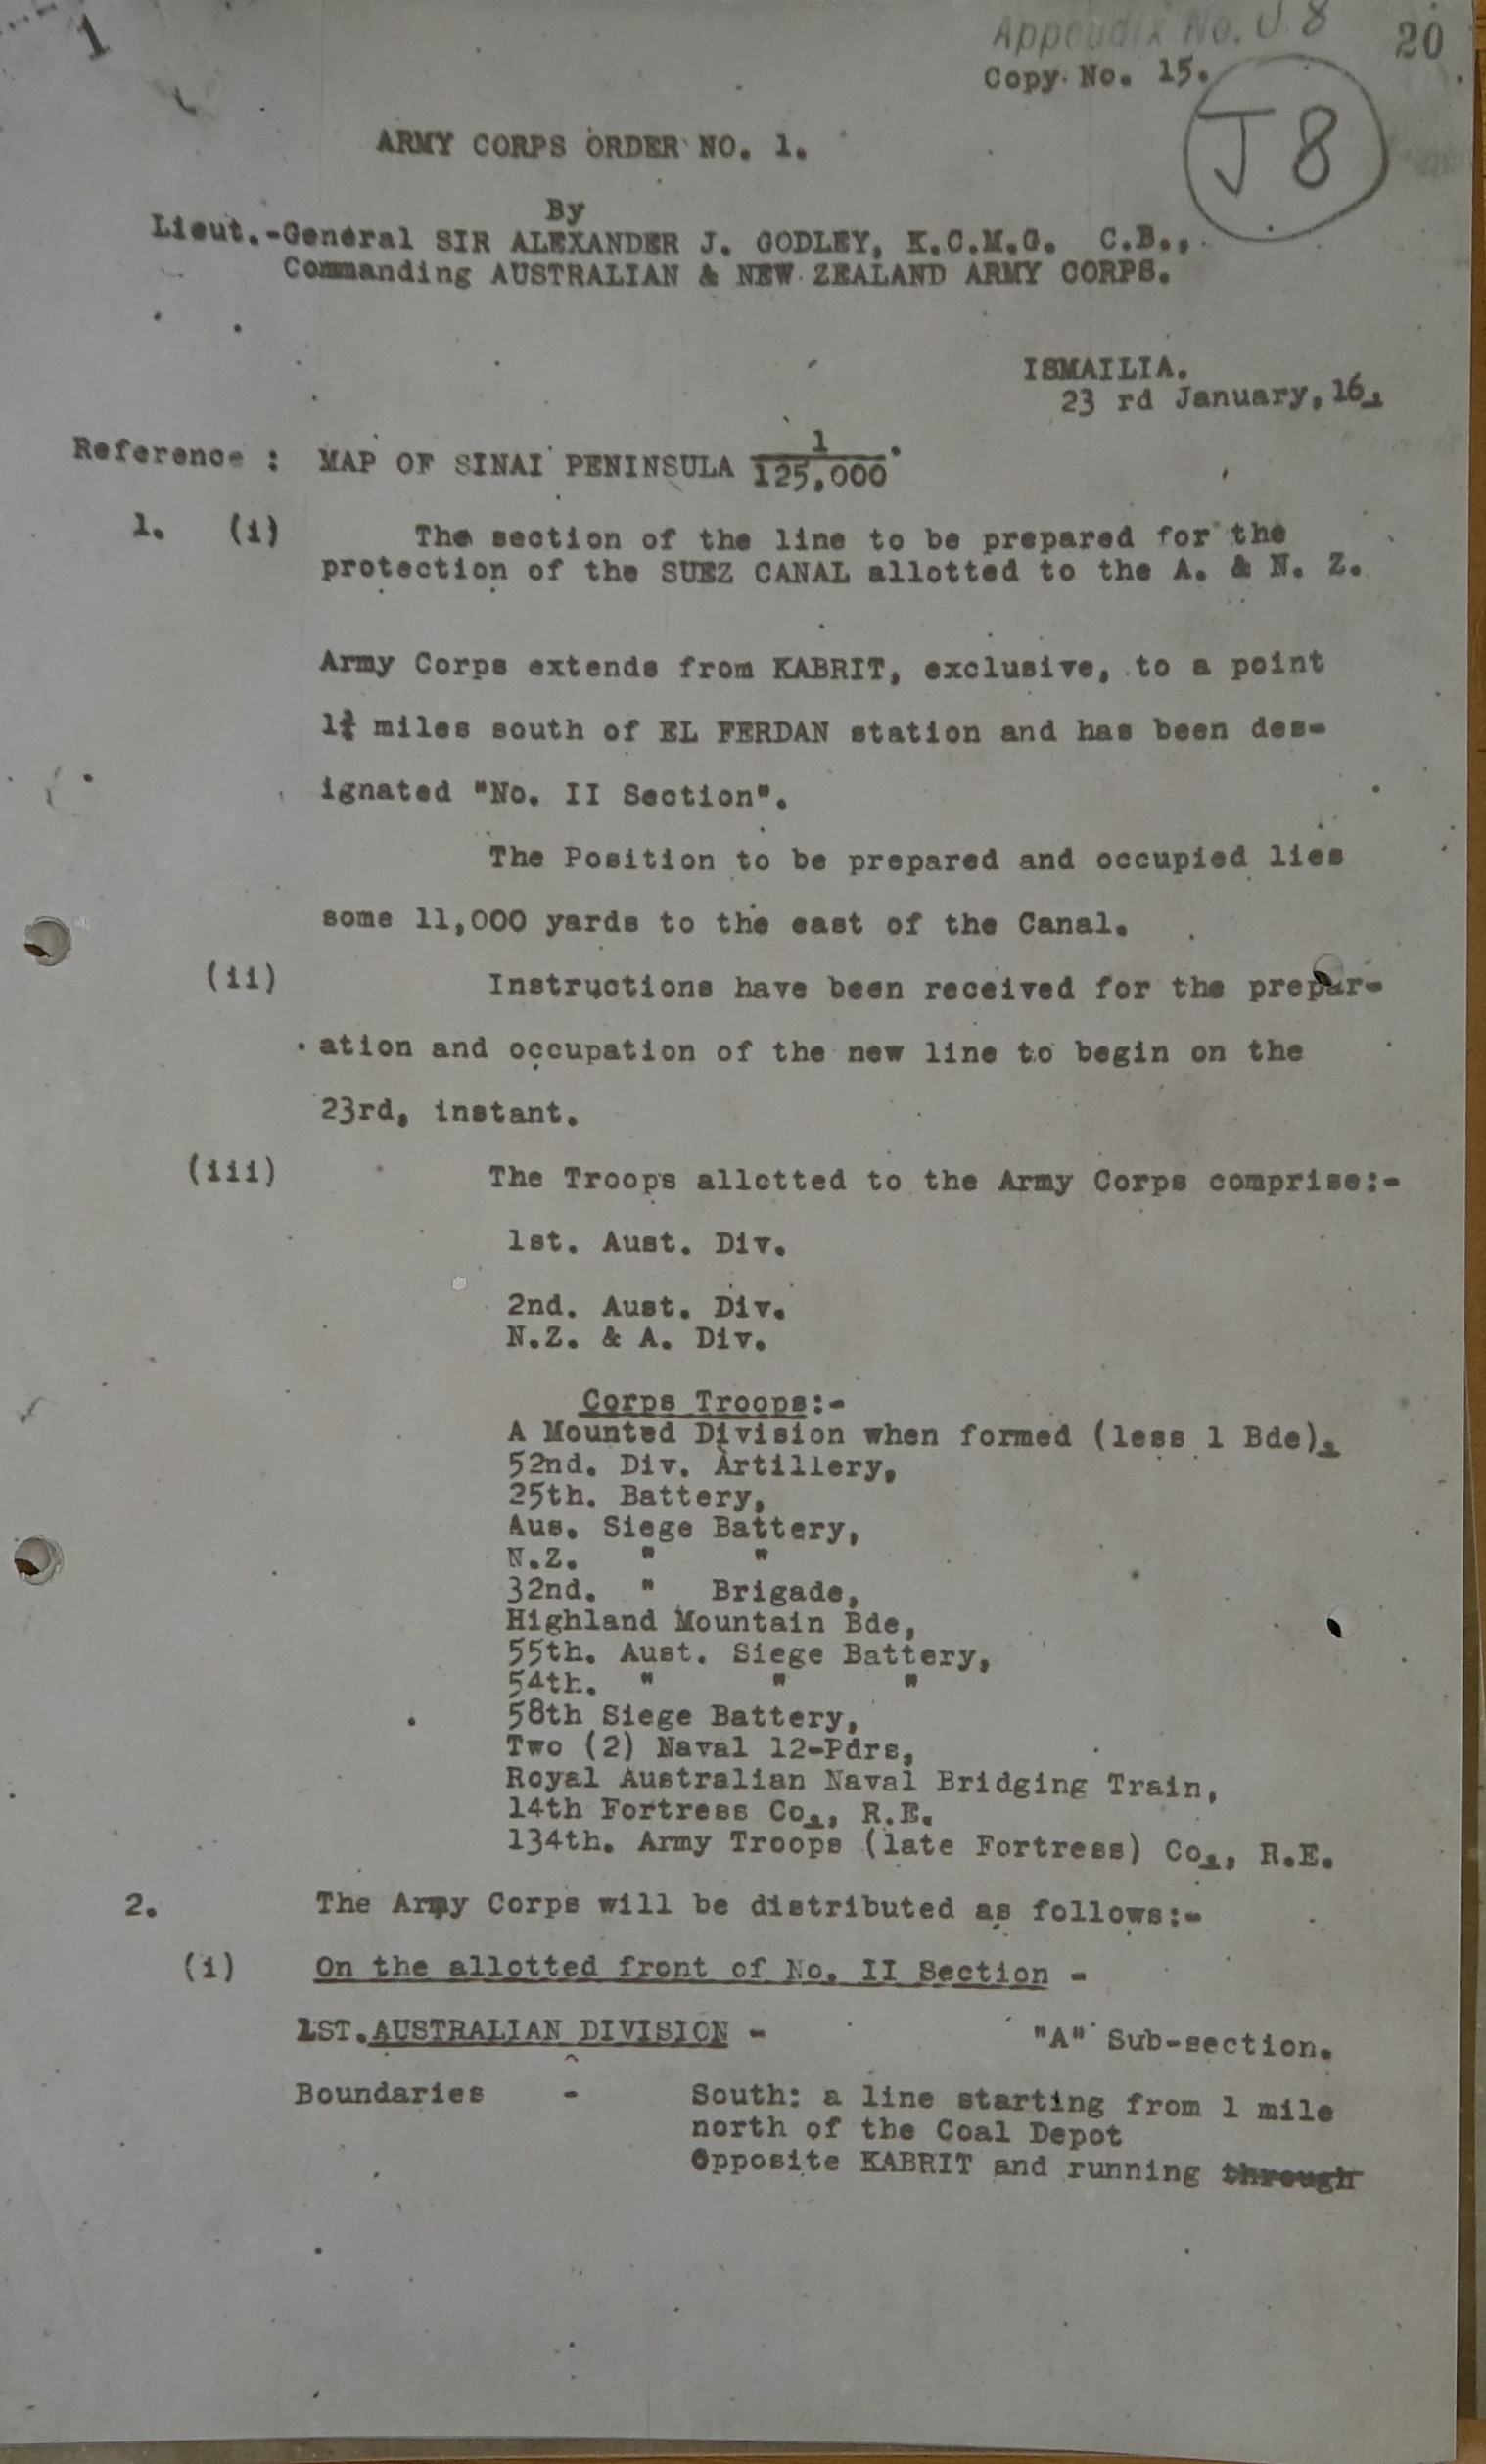 1
Appendix No. J 8
20
Copy No. 15.
J 8
ARMY CORPS ORDER NO. 1.
By
Lieut.-General SIR ALEXANDER J. GODLEY, K.C.M.G. C.B.,
Commanding AUSTRALIAN & NEW ZEALAND ARMY CORPS.
ISMAILIA.
23 rd January, 16.
Reference : MAP OF SINAI PENINSULA 1/125,000.
1. (i) The section of the line to be prepared for the
protection of the SUEZ CANAL allotted to the A. & N. Z.
Army Corps extends from KABRIT, exclusive, to a point
miles south of EL FERDAN station and has been des-
ignated "No. II Section".
The Position to be prepared and occupied lies
some 11,000 yards to the east of the Canal.
(ii) Instructions have been received for the prepar-
ation and occupation of the new line to begin on the
23rd, instant.
(iii) The Troops allotted to the Army Corps comprise:-
1st. Aust. Div.
2nd. Aust. Div.
N.Z. & A. Div.
Corps Troops:-
A Mounted Division when formed (less 1 Bde).
52nd. Div. Artillery,
25th. Battery,
Aus. Siege Battery,
N.Z. " "
32nd. " Brigade,
Highland Mountain Bde,
55th. Aust. Siege Battery,
54th. " " "
58th Siege Battery,
Two (2) Naval 12-Pdrs,
Royal Australian Naval Bridging Train,
14th Fortress Co., R.E.
134th. Army Troops (late Fortress) Co., R.E.
2. The Army Corps will be distributed as follows:-
(i) On the allotted front of No. II Section -
1ST. AUSTRALIAN DIVISION - "A" Sub-section.
Boundaries - South: a line starting from 1 mile
north of the Coal Depot
Opposite KABRIT and running through